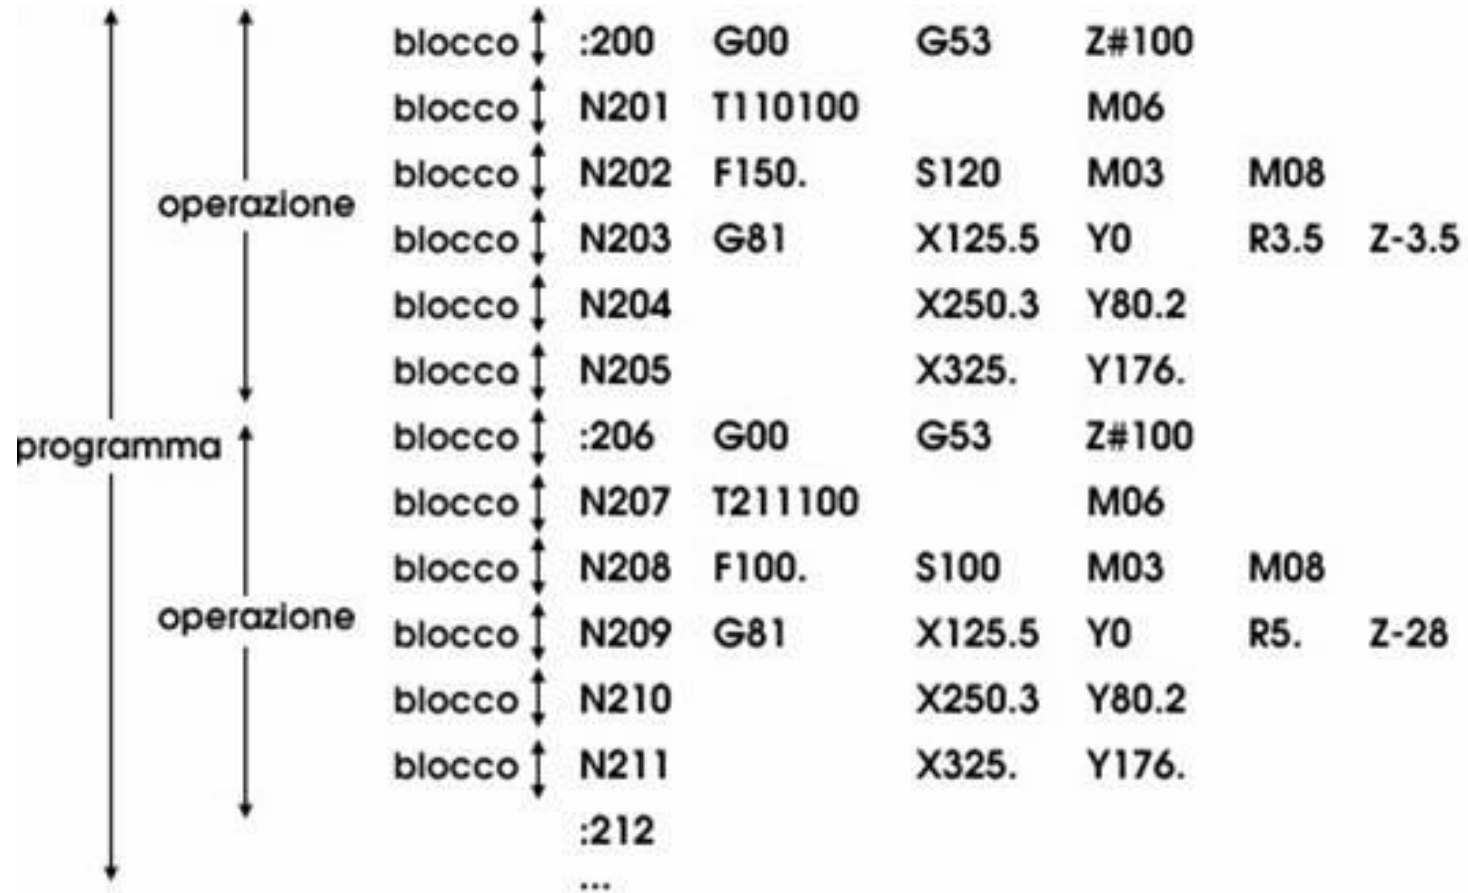 blocco :200 G00 G53 Z#100
blocco N201 T110100 M06
blocco N202 F150. S120 M03 M08
operazione
blocco N203 G81 X125.5 Y0 R3.5 Z-3.5
blocco N204 X250.3 Y80.2
blocco N205 X325. Y176.
programma
blocco :206 G00 G53 Z#100
blocco N207 T211100 M06
blocco N208 F100. S100 M03 M08
operazione
blocco N209 G81 X125.5 Y0 R5. Z-28
blocco N210 X250.3 Y80.2
blocco N211 X325. Y176.
:212
...